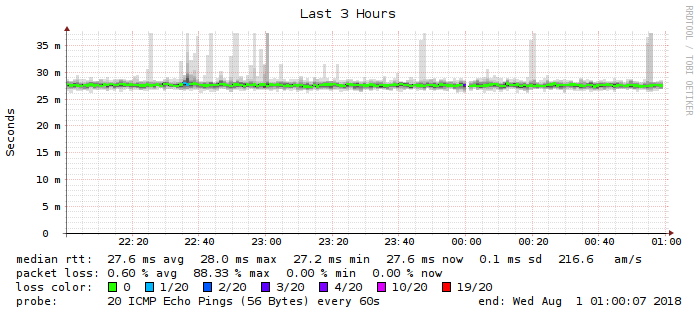 Last 3 Hours
RRDTOOL / TOBI OETIKER
Seconds
35 m
30 m
25 m
20 m
15 m
10 m
5 m
0
22:20 22:40 23:00 23:20 23:40 00:00 00:20 00:40 01:00
median rtt: 27.6 ms avg 28.0 ms max 27.2 ms min 27.6 ms now 0.1 ms sd 216.6 am/s
packet loss: 0.60 % avg 88.33 % max 0.00 % min 0.00 % now
loss color: 0 1/20 2/20 3/20 4/20 10/20 19/20
probe: 20 ICMP Echo Pings (56 Bytes) every 60s end: Wed Aug 1 01:00:07 2018